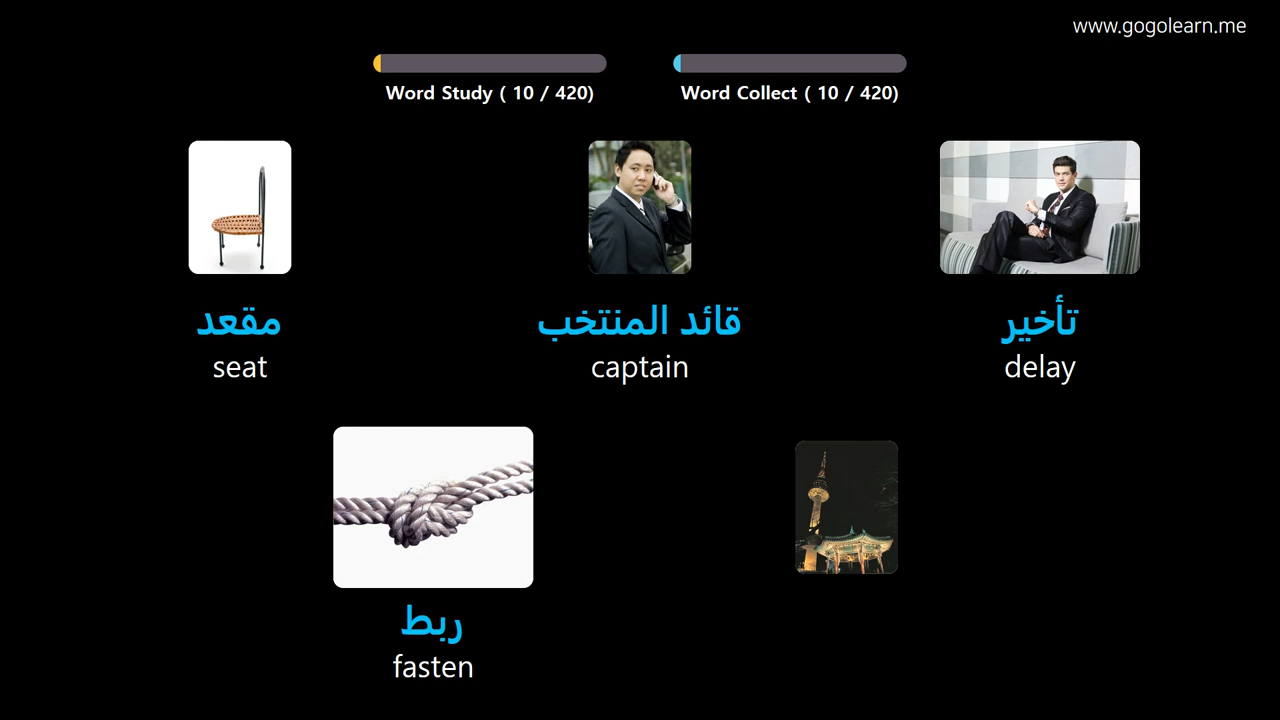 www.gogolearn.me
Word Study ( 10 / 420)
Word Collect ( 10 / 420)
مقعد
seat
قائد المنتخب
captain
تأخير
delay
ربط
fasten